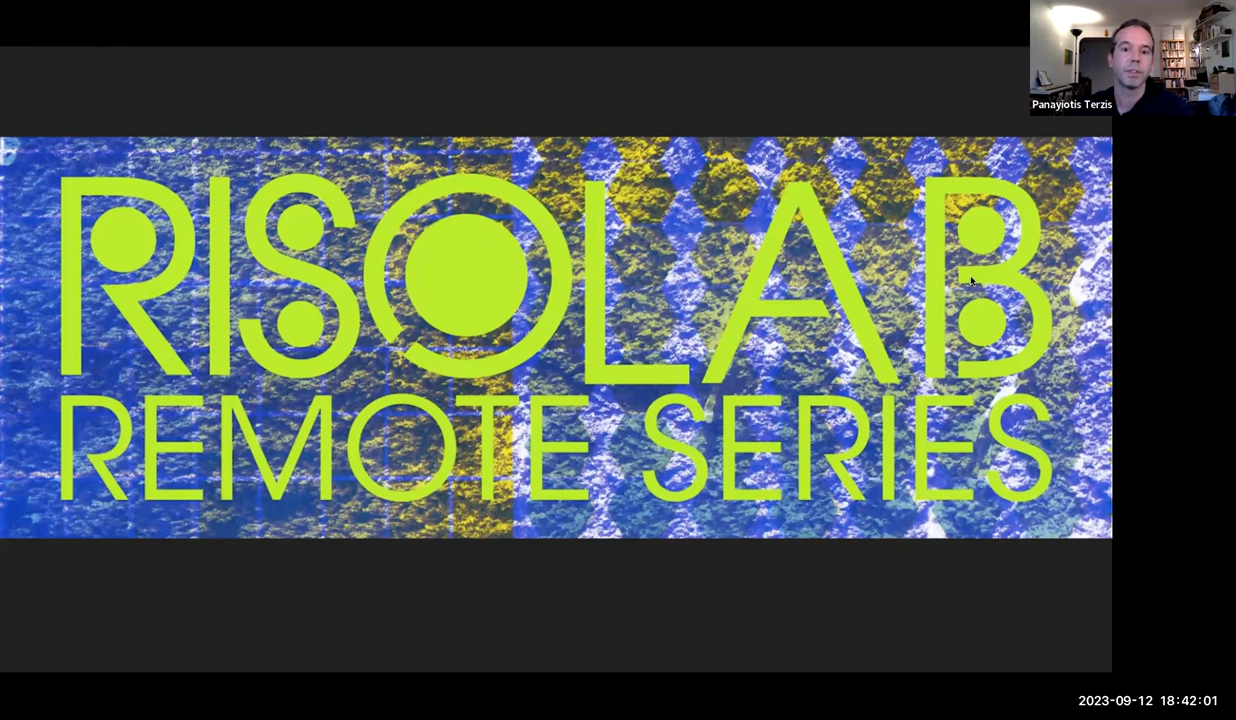 Panayiotis Terzis
RISOLAB
REMOTE SERIES
2023-09-12 18:42:01